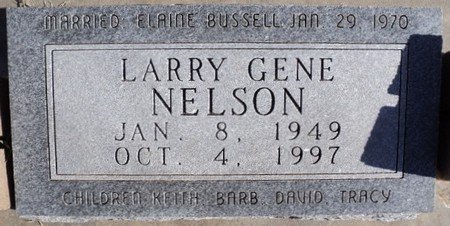 MARRIED ELAINE BUSSELL JAN 29 1970
LARRY GENE
NELSON
JAN. 8, 1949
OCT. 4, 1997
CHILDREN: KEITH, BARB, DAVID, TRACY